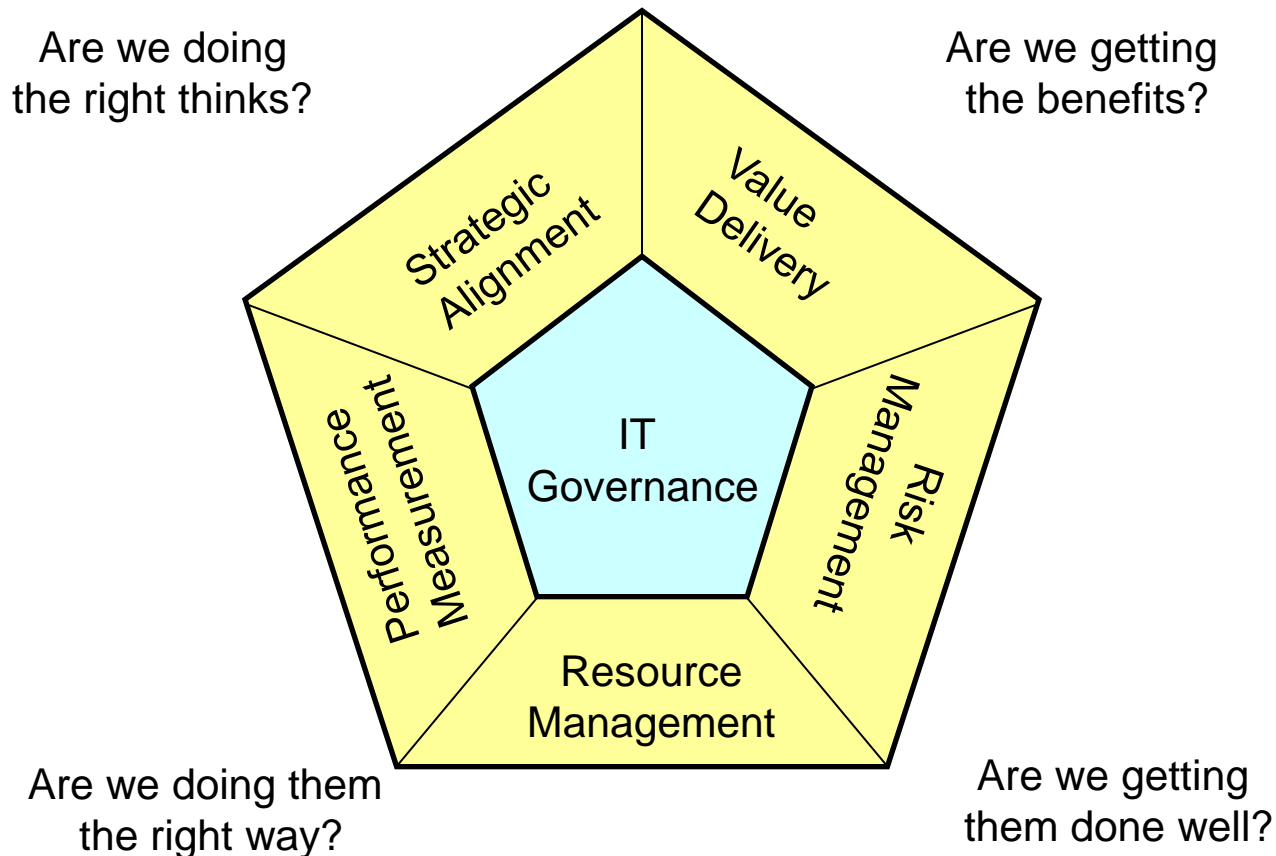 Are we doing
the right thinks?
Are we getting
the benefits?
Strategic
Alignment
Value
Delivery
Performance
Measurement
IT
Governance
Risk
Management
Resource
Management
Are we doing them
the right way?
Are we getting
them done well?